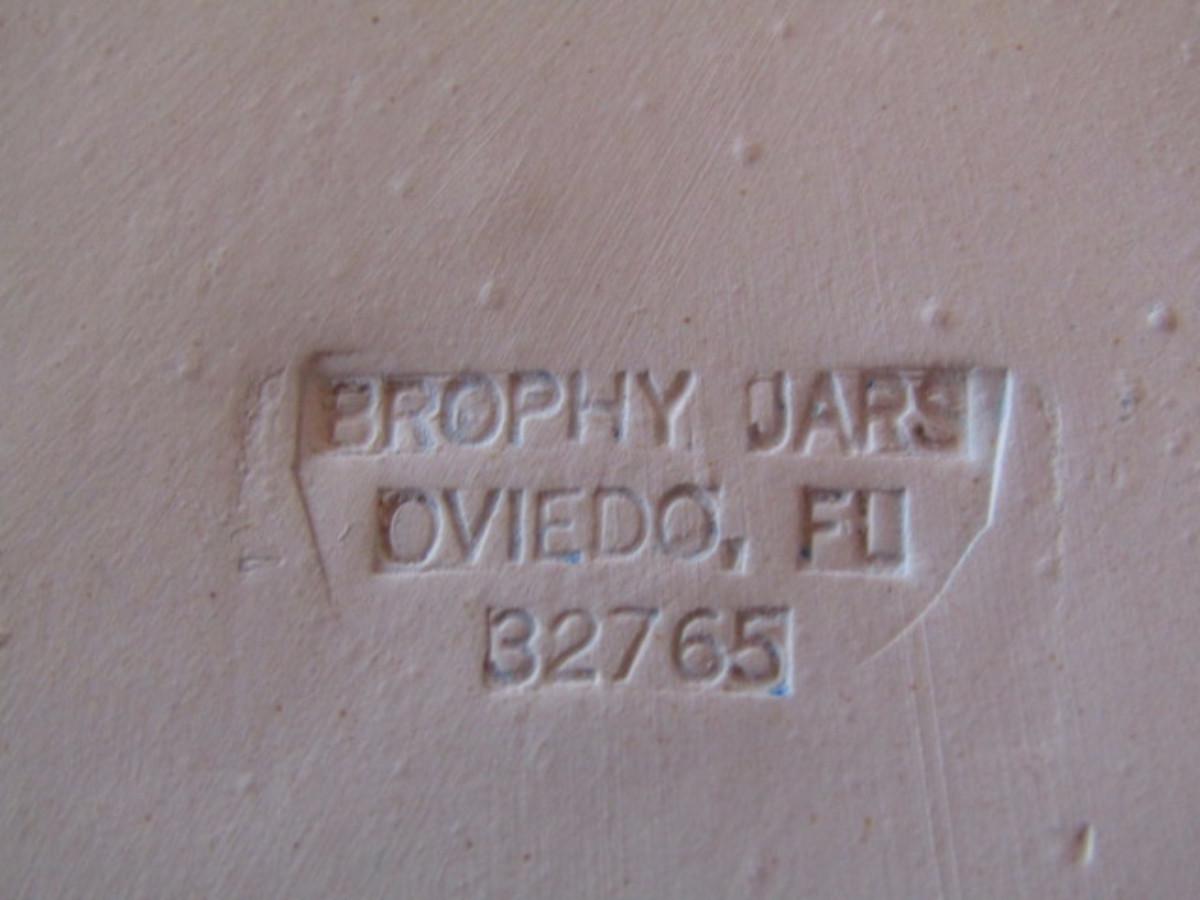 BROPHY JARS
OVIEDO, Fl
32765